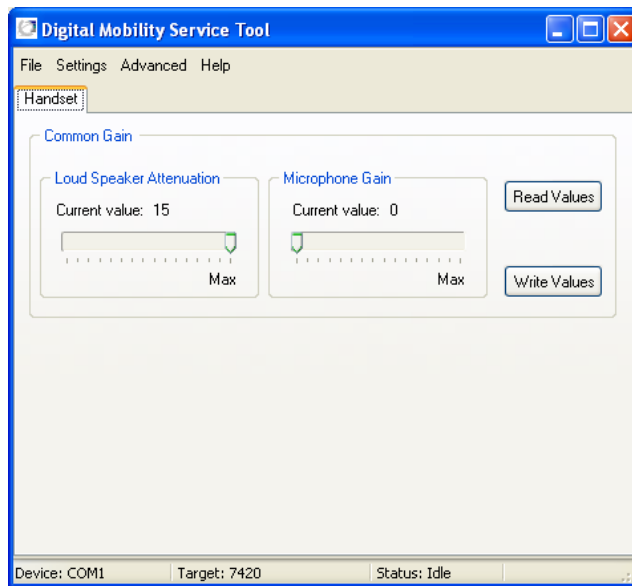 Digital Mobility Service Tool
File Settings Advanced Help
Handset
Common Gain
Loud Speaker Attenuation
Current value: 15
Max
Microphone Gain
Current value: 0
Max
Read Values
Write Values
Device: COM1 Target: 7420 Status: Idle